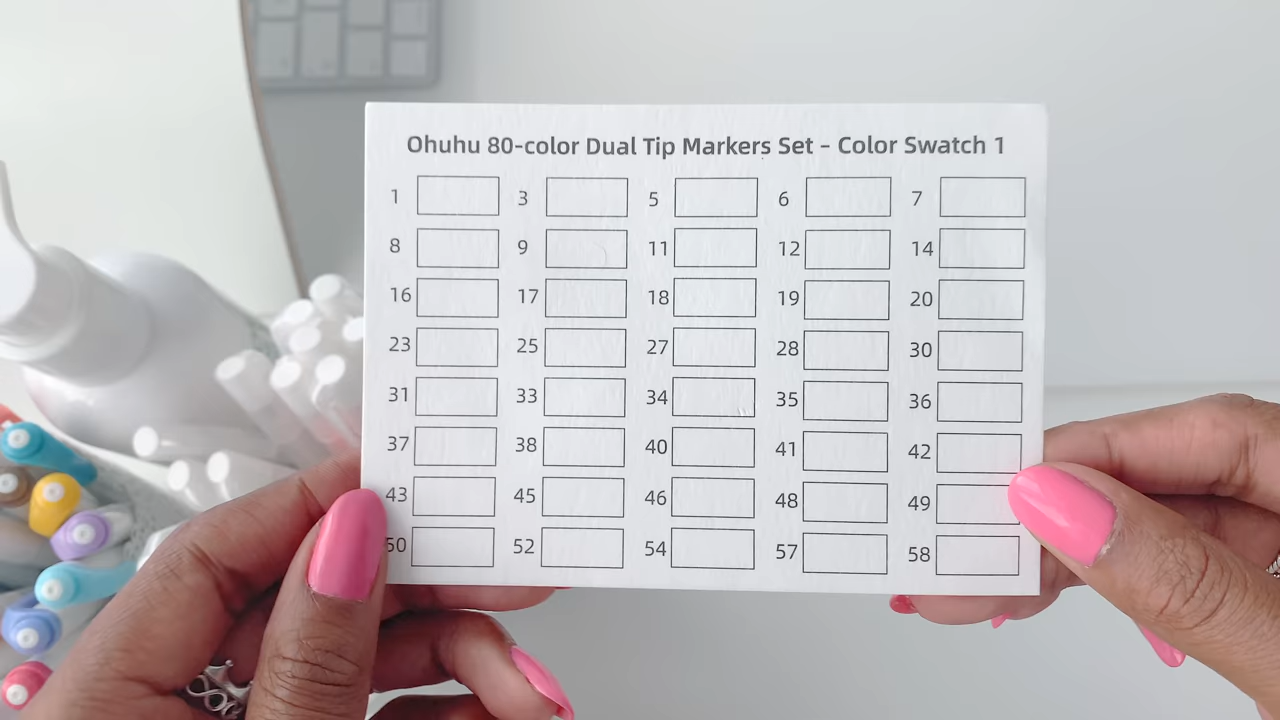 Ohuhu 80-color Dual Tip Markers Set – Color Swatch 1
1 3 5 6 7
8 9 11 12 14
16 17 18 19 20
23 25 27 28 30
31 33 34 35 36
37 38 40 41 42
43 45 46 48 49
50 52 54 57 58